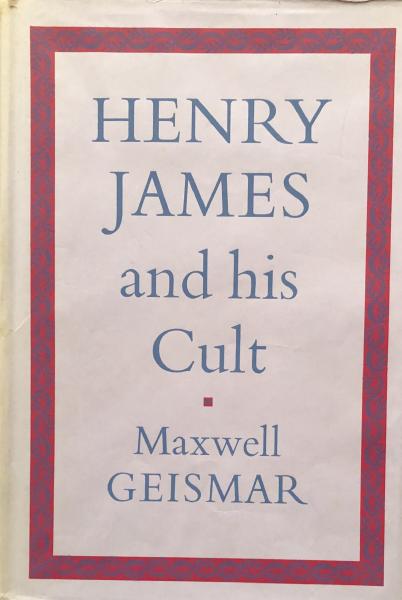 HENRY
JAMES
and his
Cult
Maxwell
GEISMAR